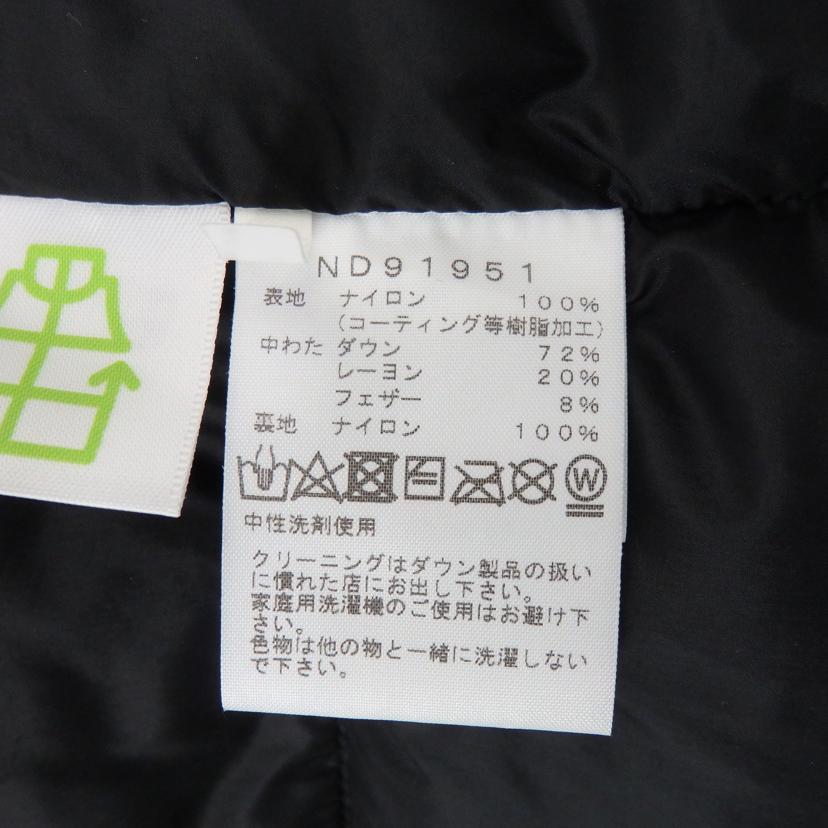 ND91951
表地 ナイロン 100%
(コーティング等樹脂加工)
中わた ダウン 72%
レーヨン 20%
フェザー 8%
裏地 ナイロン 100%
W
中性洗剤使用
クリーニングはダウン製品の扱い
に慣れた店にお出し下さい。
家庭用洗濯機のご使用はお避け下
さい。
色物は他の物と一緒に洗濯しない
で下さい。